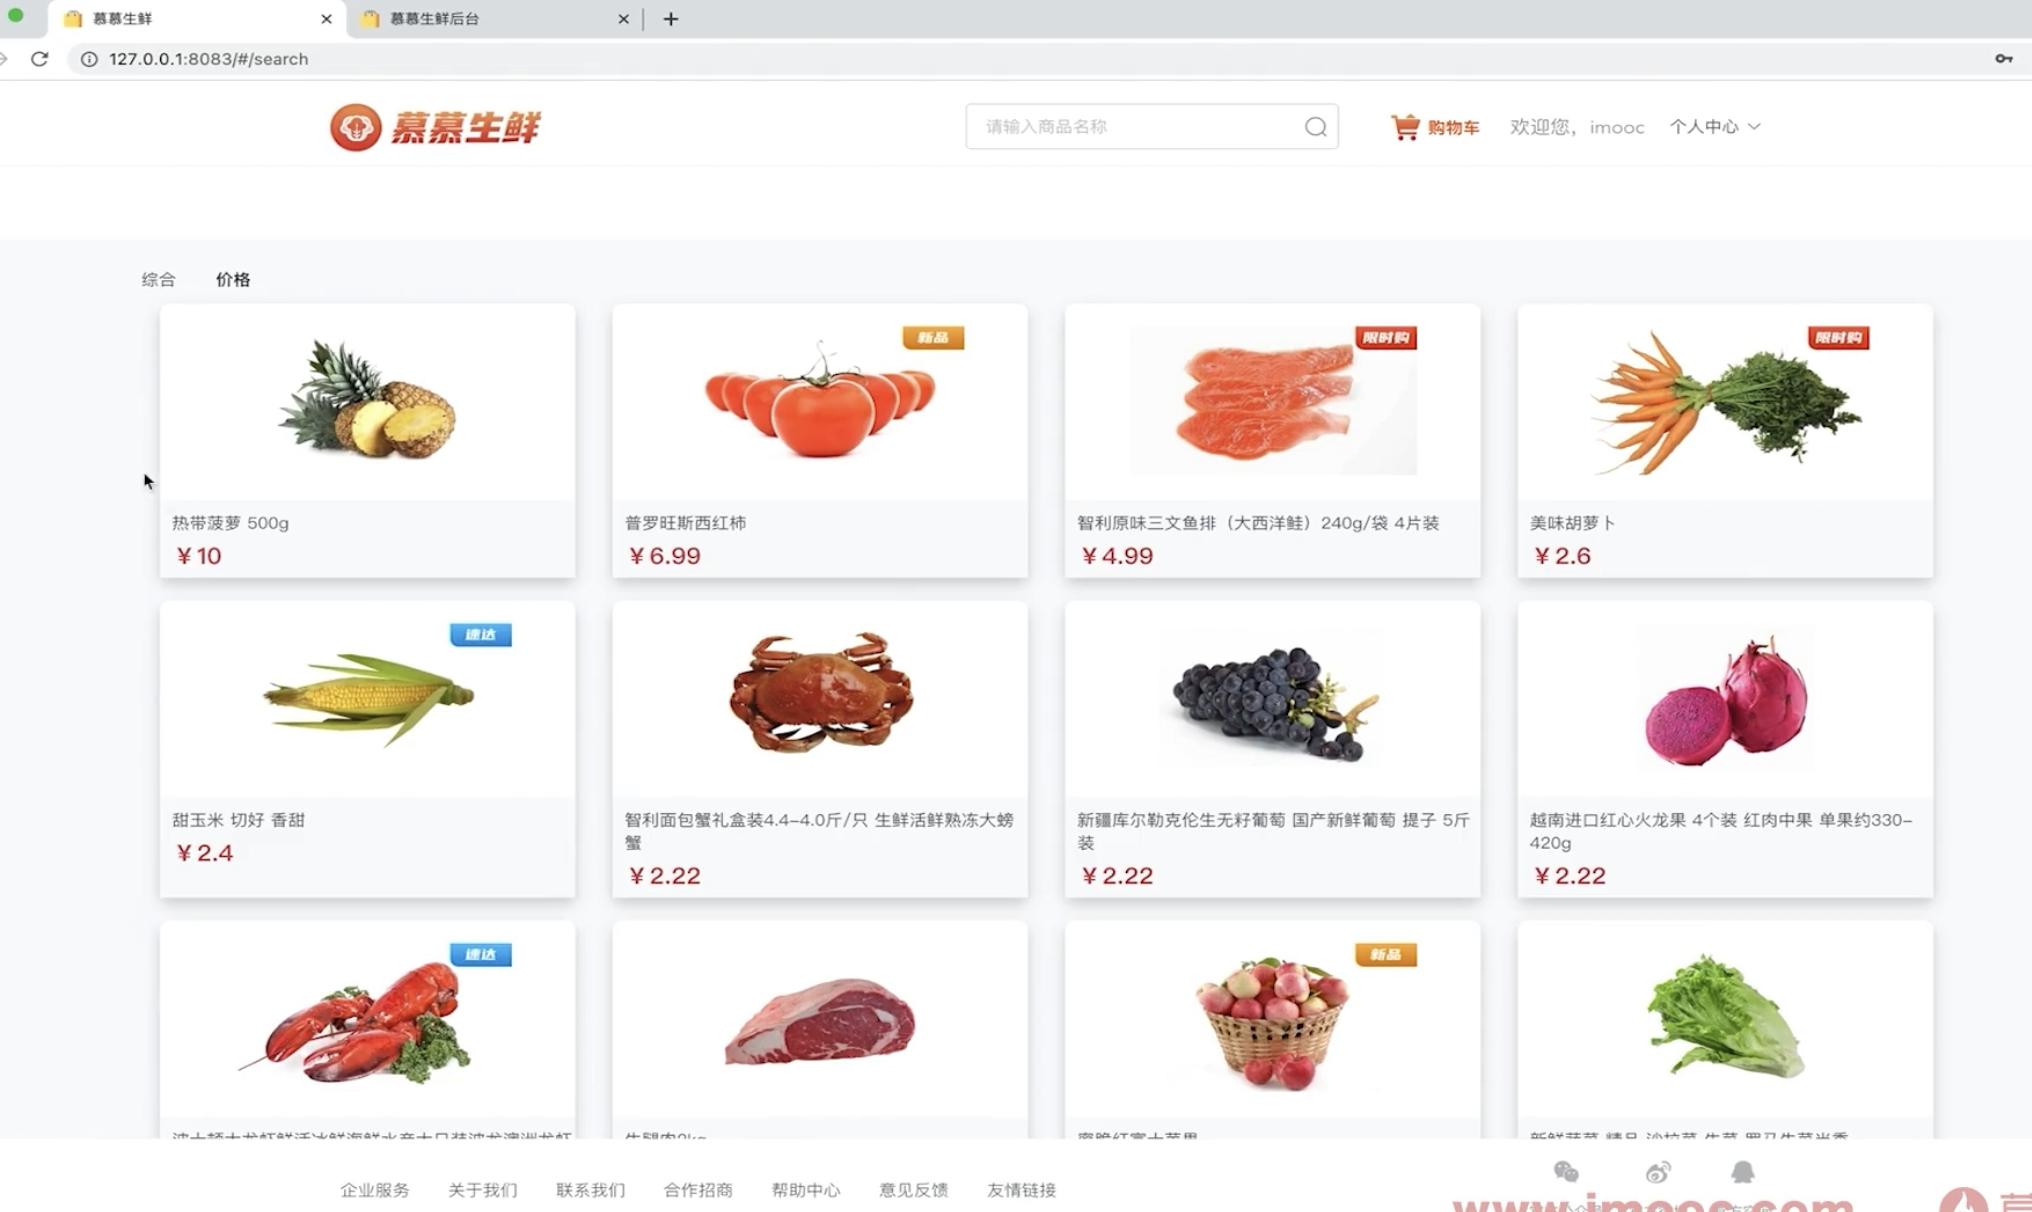 慕慕生鲜
慕慕生鲜后台
127.0.0.1:8083/#/search
慕慕生鲜
请输入商品名称
购物车
欢迎您，imooc
个人中心
综合
价格
新品
限时购
限时购
热带菠萝 500g
普罗旺斯西红柿
智利原味三文鱼排（大西洋鲑）240g/袋 4片装
美味胡萝卜
￥10
￥6.99
￥4.99
￥2.6
速达
甜玉米 切好 香甜
智利面包蟹礼盒装4.4-4.0斤/只 生鲜活鲜熟冻大螃
蟹
新疆库尔勒克伦生无籽葡萄 国产新鲜葡萄 提子 5斤
装
越南进口红心火龙果 4个装 红肉中果 单果约330-
420g
￥2.4
￥2.22
￥2.22
￥2.22
速达
新品
企业服务
关于我们
联系我们
合作招商
帮助中心
意见反馈
友情链接
www.imooc.com